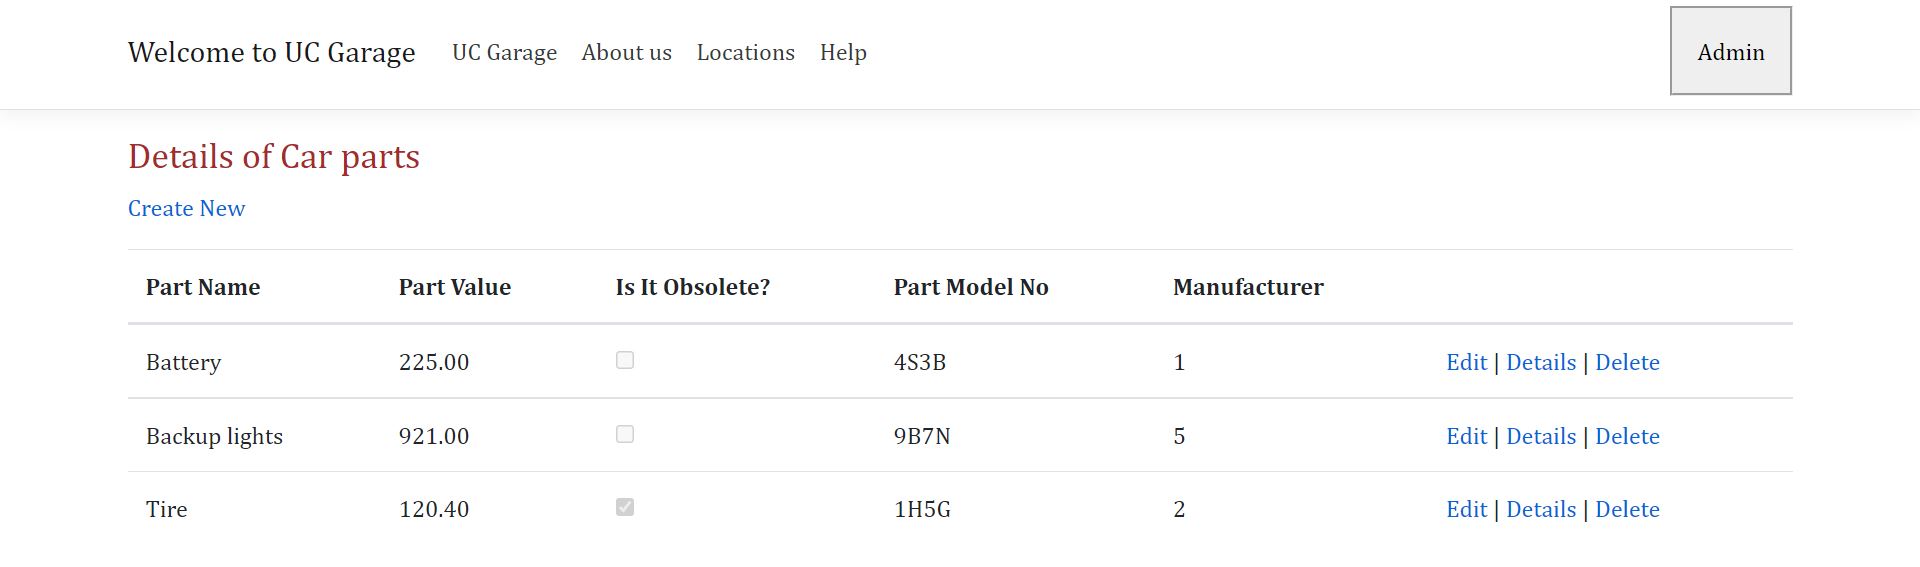 Welcome to UC Garage UC Garage About us Locations Help Admin
Details of Car parts
Create New
Part Name Part Value Is It Obsolete? Part Model No Manufacturer
Battery 225.00 4S3B 1 Edit | Details | Delete
Backup lights 921.00 9B7N 5 Edit | Details | Delete
Tire 120.40 1H5G 2 Edit | Details | Delete